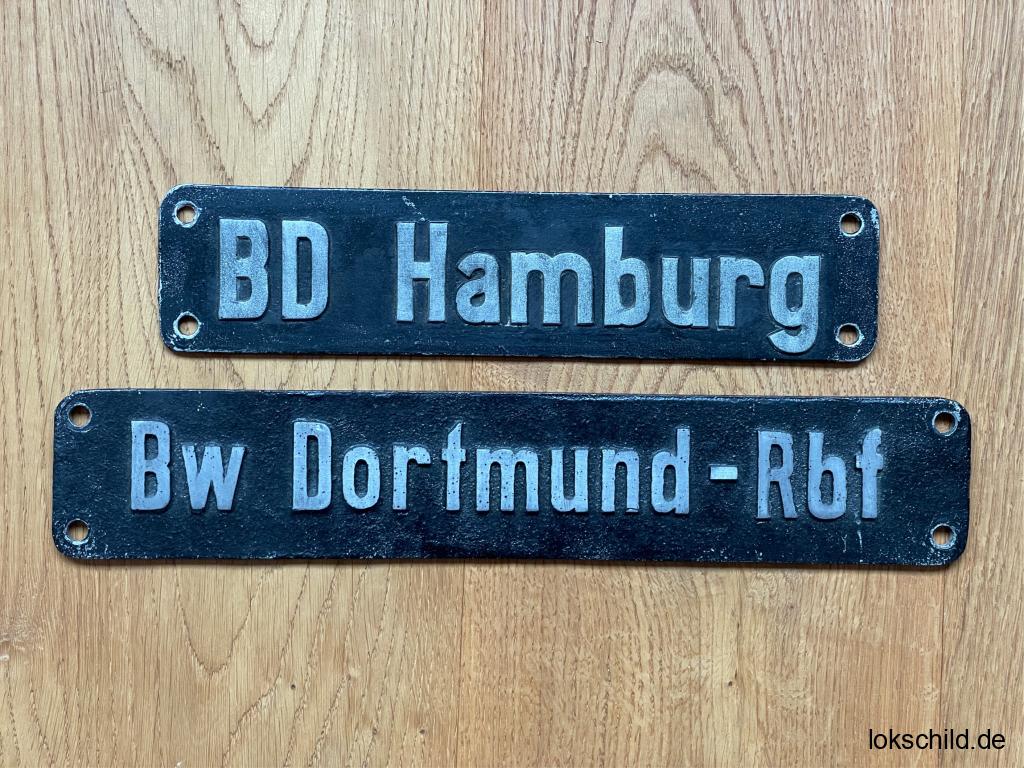 BD Hamburg
Bw Dortmund-Rbf
lokschild.de